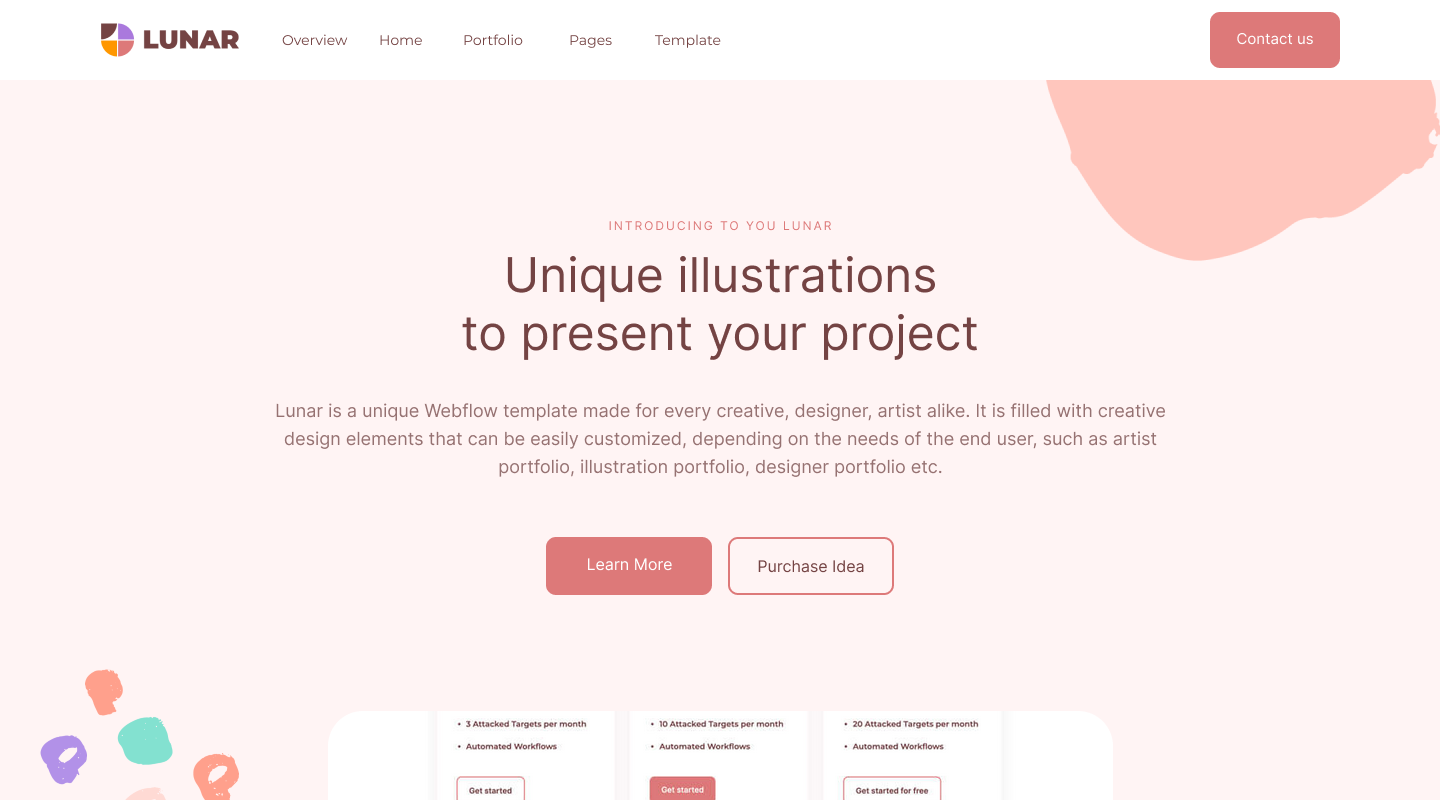 LUNAR
Overview Home Portfolio Pages Template
Contact us
INTRODUCING TO YOU LUNAR
Unique illustrations
to present your project
Lunar is a unique Webflow template made for every creative, designer, artist alike. It is filled with creative
design elements that can be easily customized, depending on the needs of the end user, such as artist
portfolio, illustration portfolio, designer portfolio etc.
Learn More Purchase Idea
• 3 Attacked Targets per month
• Automated Workflows
Get started
• 10 Attacked Targets per month
• Automated Workflows
Get started
• 20 Attacked Targets per month
• Automated Workflows
Get started for free